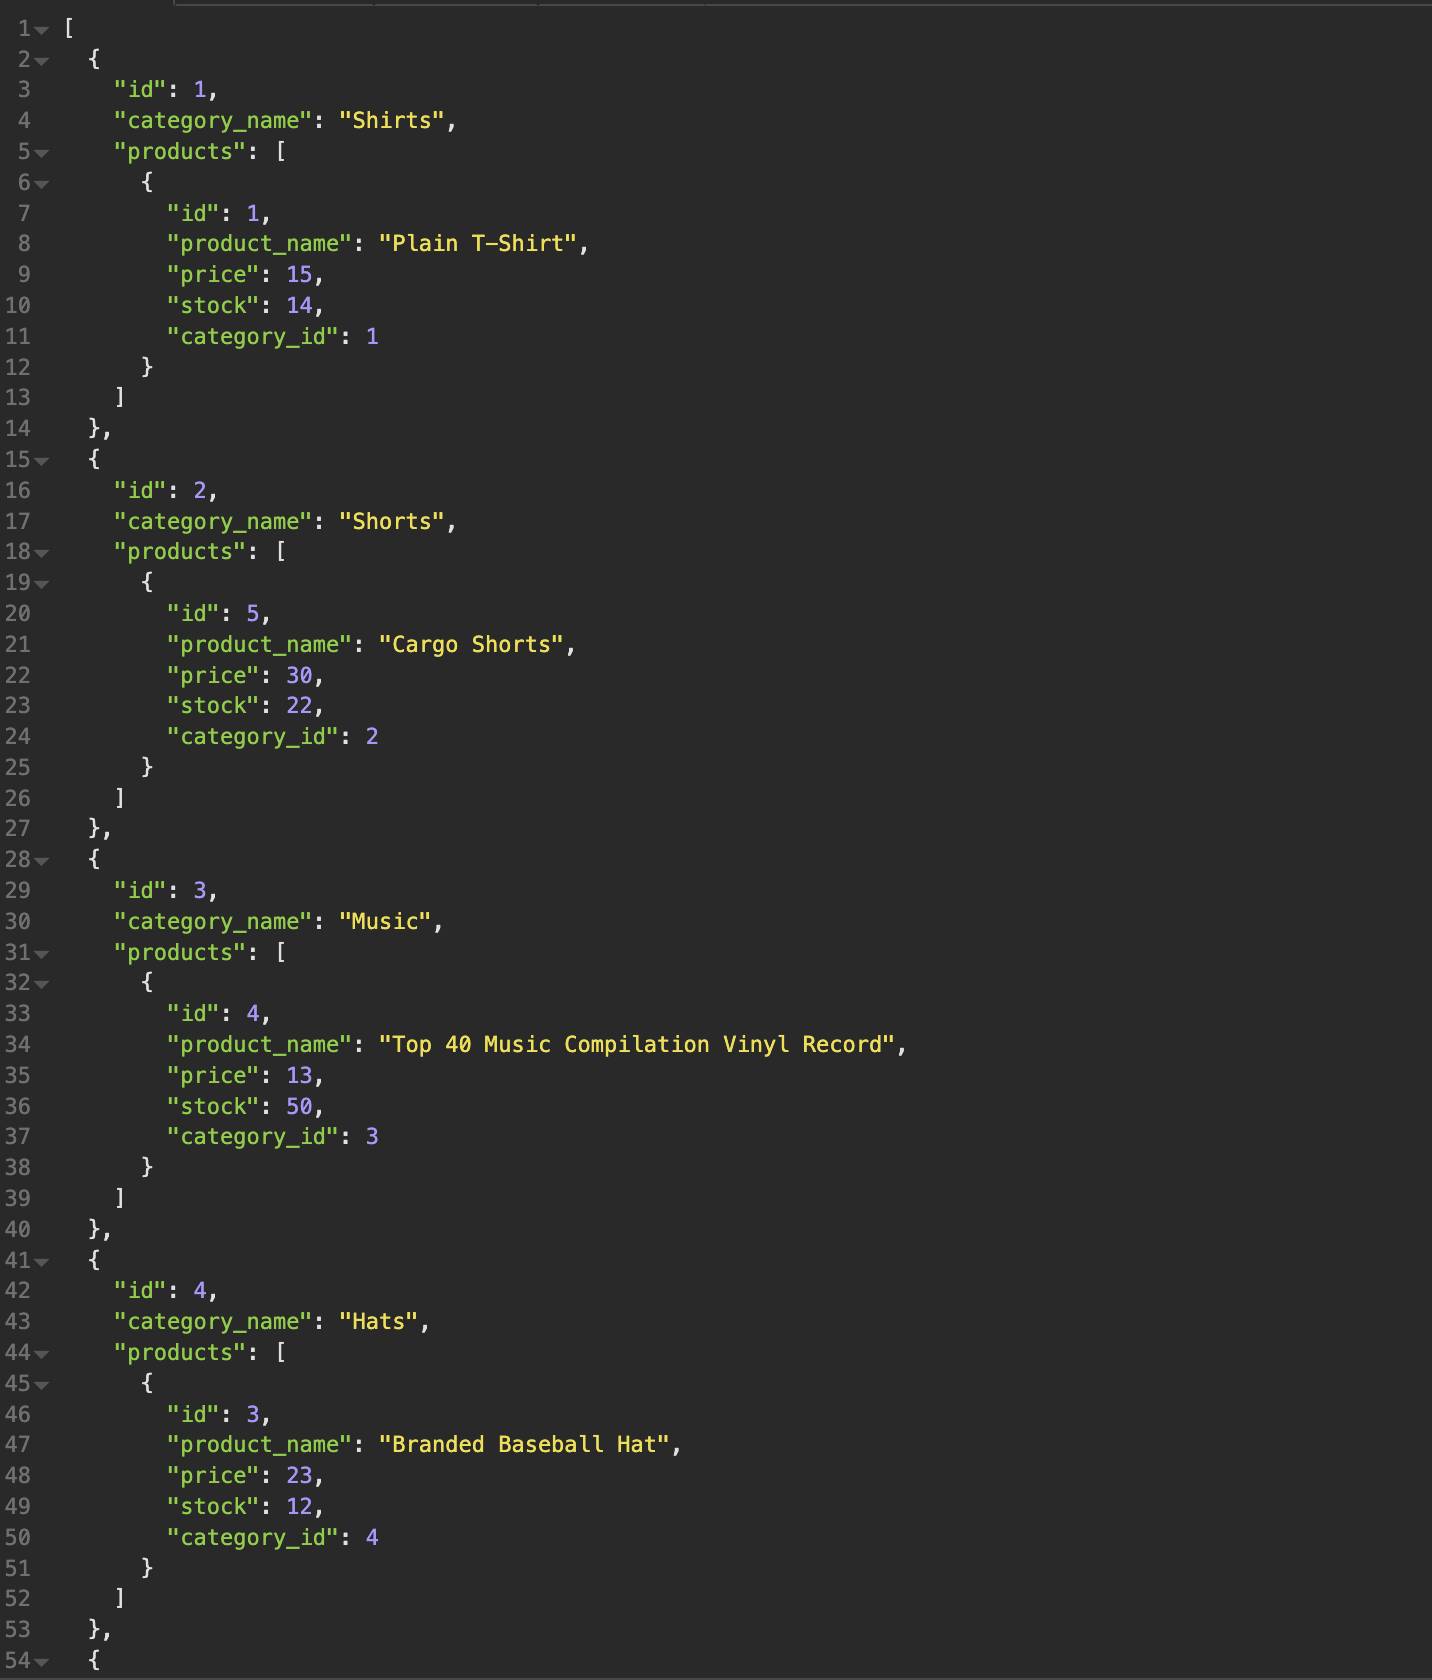 1 [
2 {
3 "id": 1,
4 "category_name": "Shirts",
5 "products": [
6 {
7 "id": 1,
8 "product_name": "Plain T-Shirt",
9 "price": 15,
10 "stock": 14,
11 "category_id": 1
12 }
13 ]
14 },
15 {
16 "id": 2,
17 "category_name": "Shorts",
18 "products": [
19 {
20 "id": 5,
21 "product_name": "Cargo Shorts",
22 "price": 30,
23 "stock": 22,
24 "category_id": 2
25 }
26 ]
27 },
28 {
29 "id": 3,
30 "category_name": "Music",
31 "products": [
32 {
33 "id": 4,
34 "product_name": "Top 40 Music Compilation Vinyl Record",
35 "price": 13,
36 "stock": 50,
37 "category_id": 3
38 }
39 ]
40 },
41 {
42 "id": 4,
43 "category_name": "Hats",
44 "products": [
45 {
46 "id": 3,
47 "product_name": "Branded Baseball Hat",
48 "price": 23,
49 "stock": 12,
50 "category_id": 4
51 }
52 ]
53 },
54 {